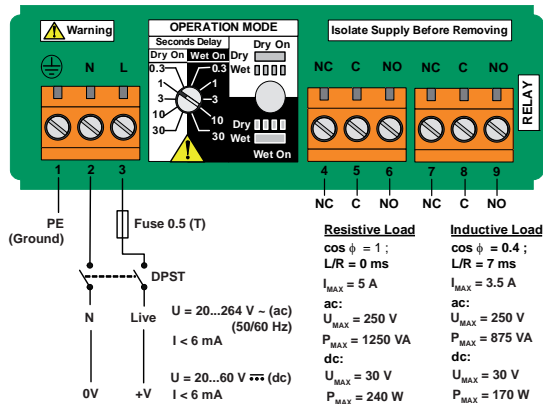 Warning
OPERATION MODE
Isolate Supply Before Removing
Seconds Delay
Dry On Wet On
Dry On
Dry
Wet
0.3 0.3
1 1
3 3
10 10
30 30
Dry
Wet
Wet On
N L
NC C NO NC C NO
RELAY
1 2 3
4 5 6 7 8 9
NC C NO NC C NO
PE
(Ground)
Fuse 0.5 (T)
DPST
N Live
U = 20...264 V ~ (ac)
(50/60 Hz)
I < 6 mA
0V +V
U = 20...60 V ⎓ (dc)
I < 6 mA
Resistive Load
cos ϕ = 1 ;
L/R = 0 ms
IMAX = 5 A
ac:
UMAX = 250 V
PMAX = 1250 VA
dc:
UMAX = 30 V
PMAX = 240 W
Inductive Load
cos ϕ = 0.4 ;
L/R = 7 ms
IMAX = 3.5 A
ac:
UMAX = 250 V
PMAX = 875 VA
dc:
UMAX = 30 V
PMAX = 170 W